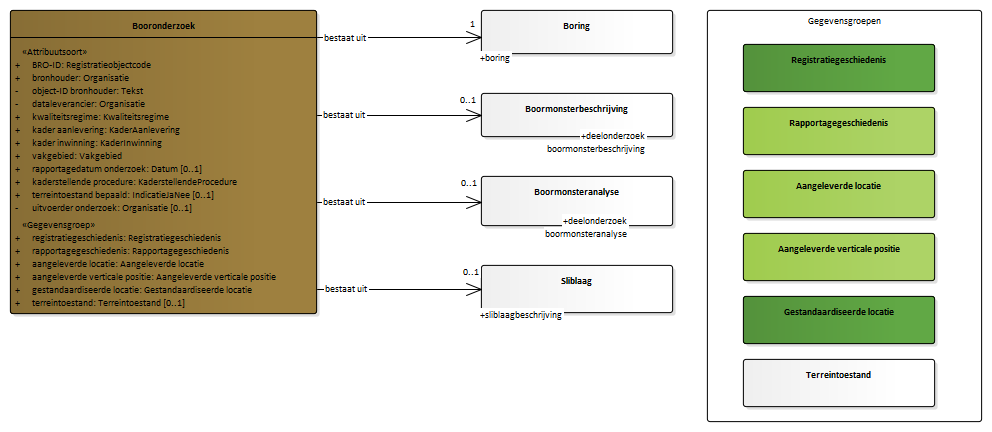 Booronderzoek
«Attribuutsoort»
+ BRO-ID: Registratieobjectcode
+ bronhouder: Organisatie
- object-ID bronhouder: Tekst
- dataleverancier: Organisatie
+ kwaliteitsregime: Kwaliteitsregime
+ kader aanlevering: KaderAanlevering
+ kader inwinning: KaderInwinning
+ vakgebied: Vakgebied
+ rapportagedatum onderzoek: Datum [0..1]
+ kaderstellende procedure: KaderstellendeProcedure
+ terreintoestand bepaald: IndicatieJaNee [0..1]
- uitvoerder onderzoek: Organisatie [0..1]
«Gegevensgroep»
+ registratiegeschiedenis: Registratiegeschiedenis
+ rapportagegeschiedenis: Rapportagegeschiedenis
+ aangeleverde locatie: Aangeleverde locatie
+ aangeleverde verticale positie: Aangeleverde verticale positie
+ gestandaardiseerde locatie: Gestandaardiseerde locatie
+ terreintoestand: Terreintoestand [0..1]
bestaat uit
1
+boring
Boring
bestaat uit
0..1
Boormonsterbeschrijving
+deelonderzoek
boormonsterbeschrijving
bestaat uit
0..1
Boormonsteranalyse
+deelonderzoek
boormonsteranalyse
bestaat uit
0..1
Sliblaag
+sliblaagbeschrijving
Gegevensgroepen
Registratiegeschiedenis
Rapportagegeschiedenis
Aangeleverde locatie
Aangeleverde verticale positie
Gestandaardiseerde locatie
Terreintoestand